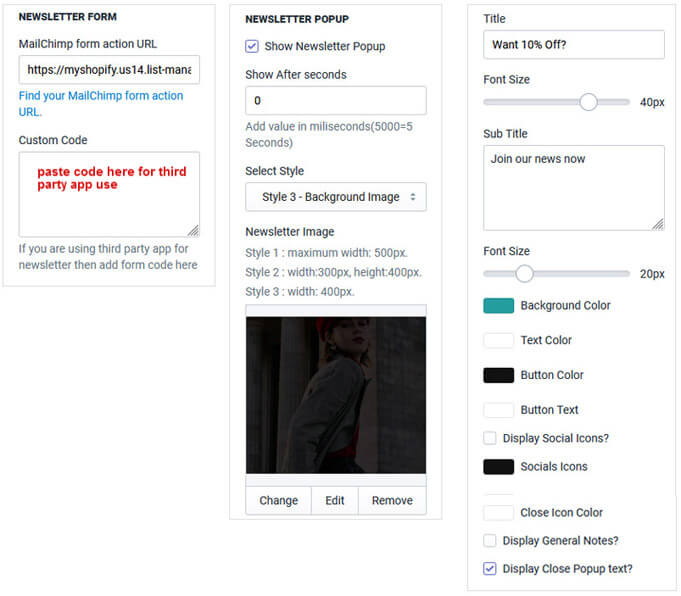 NEWSLETTER FORM
MailChimp form action URL
https://myshopify.us14.list-mana
Find your MailChimp form action
URL.
Custom Code
paste code here for third
party app use
If you are using third party app for
newsletter then add form code here
NEWSLETTER POPUP
Show Newsletter Popup
Show After seconds
0
Add value in miliseconds(5000=5
Seconds)
Select Style
Style 3 - Background Image
Newsletter Image
Style 1 : maximum width: 500px.
Style 2 : width:300px, height:400px.
Style 3 : width: 400px.
Change Edit Remove
Title
Want 10% Off?
Font Size
40px
Sub Title
Join our news now
Font Size
20px
Background Color
Text Color
Button Color
Button Text
Display Social Icons?
Socials Icons
Close Icon Color
Display General Notes?
Display Close Popup text?